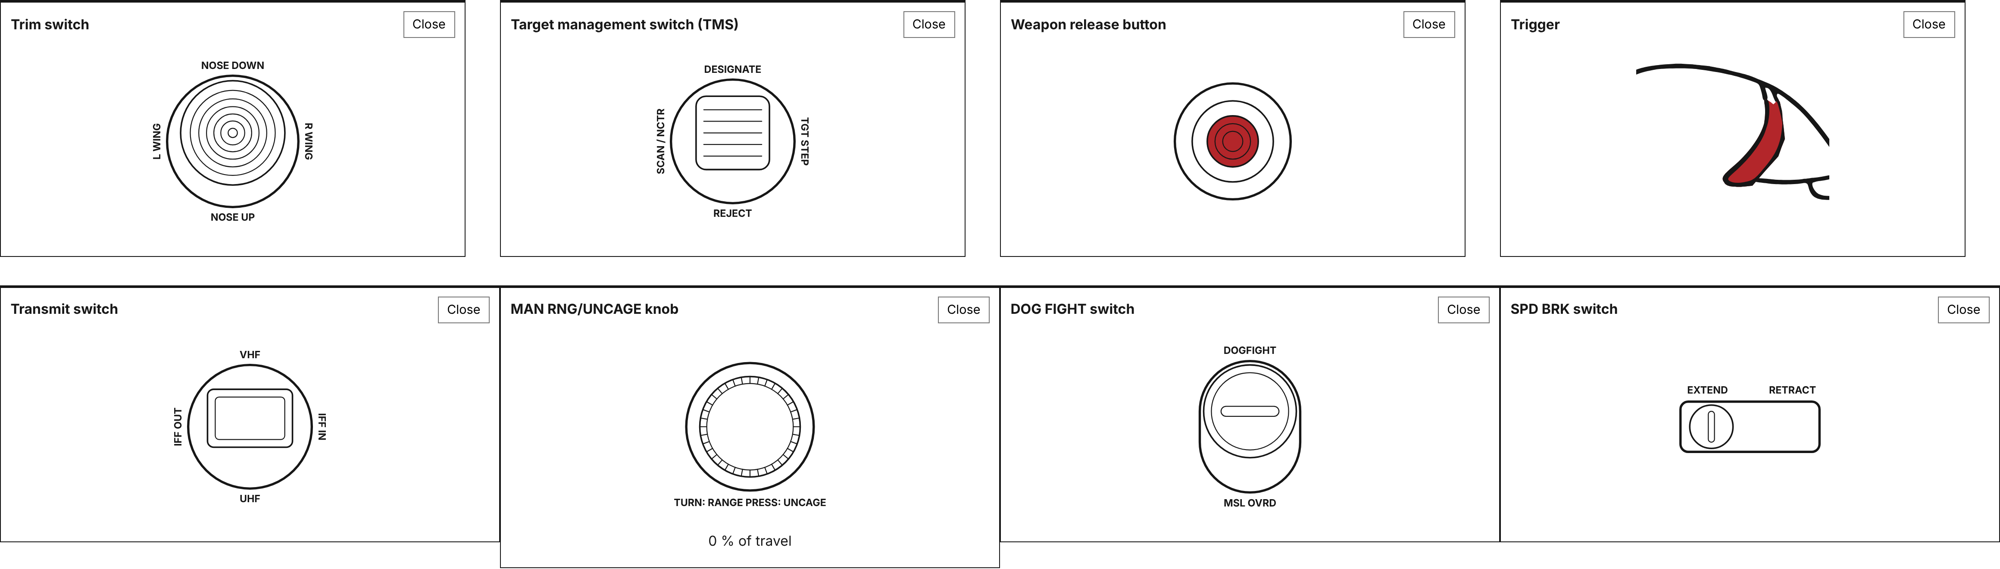 Trim switch
Close
NOSE DOWN
L WING
R WING
NOSE UP
Target management switch (TMS)
Close
DESIGNATE
SCAN / NCTR
TGT STEP
REJECT
Weapon release button
Close
Trigger
Close
Transmit switch
Close
VHF
IFF OUT
IFF IN
UHF
MAN RNG/UNCAGE knob
Close
TURN: RANGE PRESS: UNCAGE
0 % of travel
DOG FIGHT switch
Close
DOGFIGHT
MSL OVRD
SPD BRK switch
Close
EXTEND
RETRACT